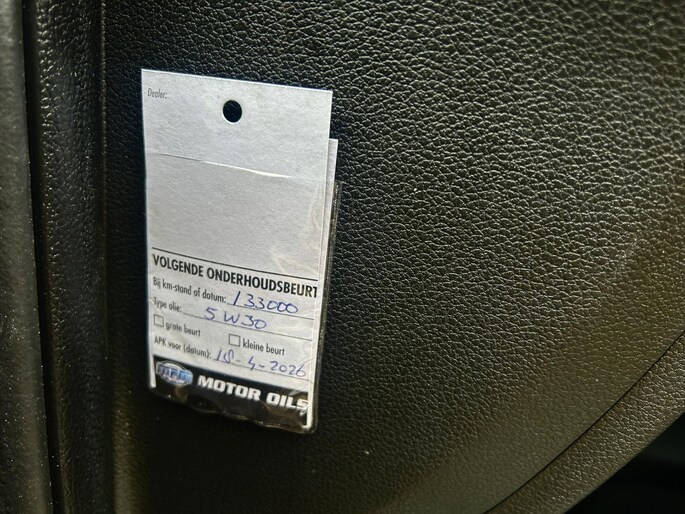 Dealer:
VOLGENDE ONDERHOUDSBEURT
Bij km-stand of datum: 133000
Type olie: 5W30
grote beurt kleine beurt
APK voor (datum): 18-4-2026
MOTOR OILS